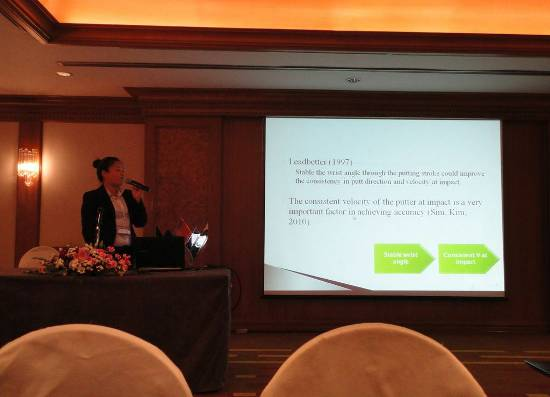 Leadbetter (1997)
Stable the wrist angle through the putting stroke could improve
the consistency in putt direction and velocity at impact.
The consistent velocity of the putter at impact is a very
important factor in achieving accuracy (Sim, Kim,
2010).
Stable wrist
angle
Consistent V at
impact